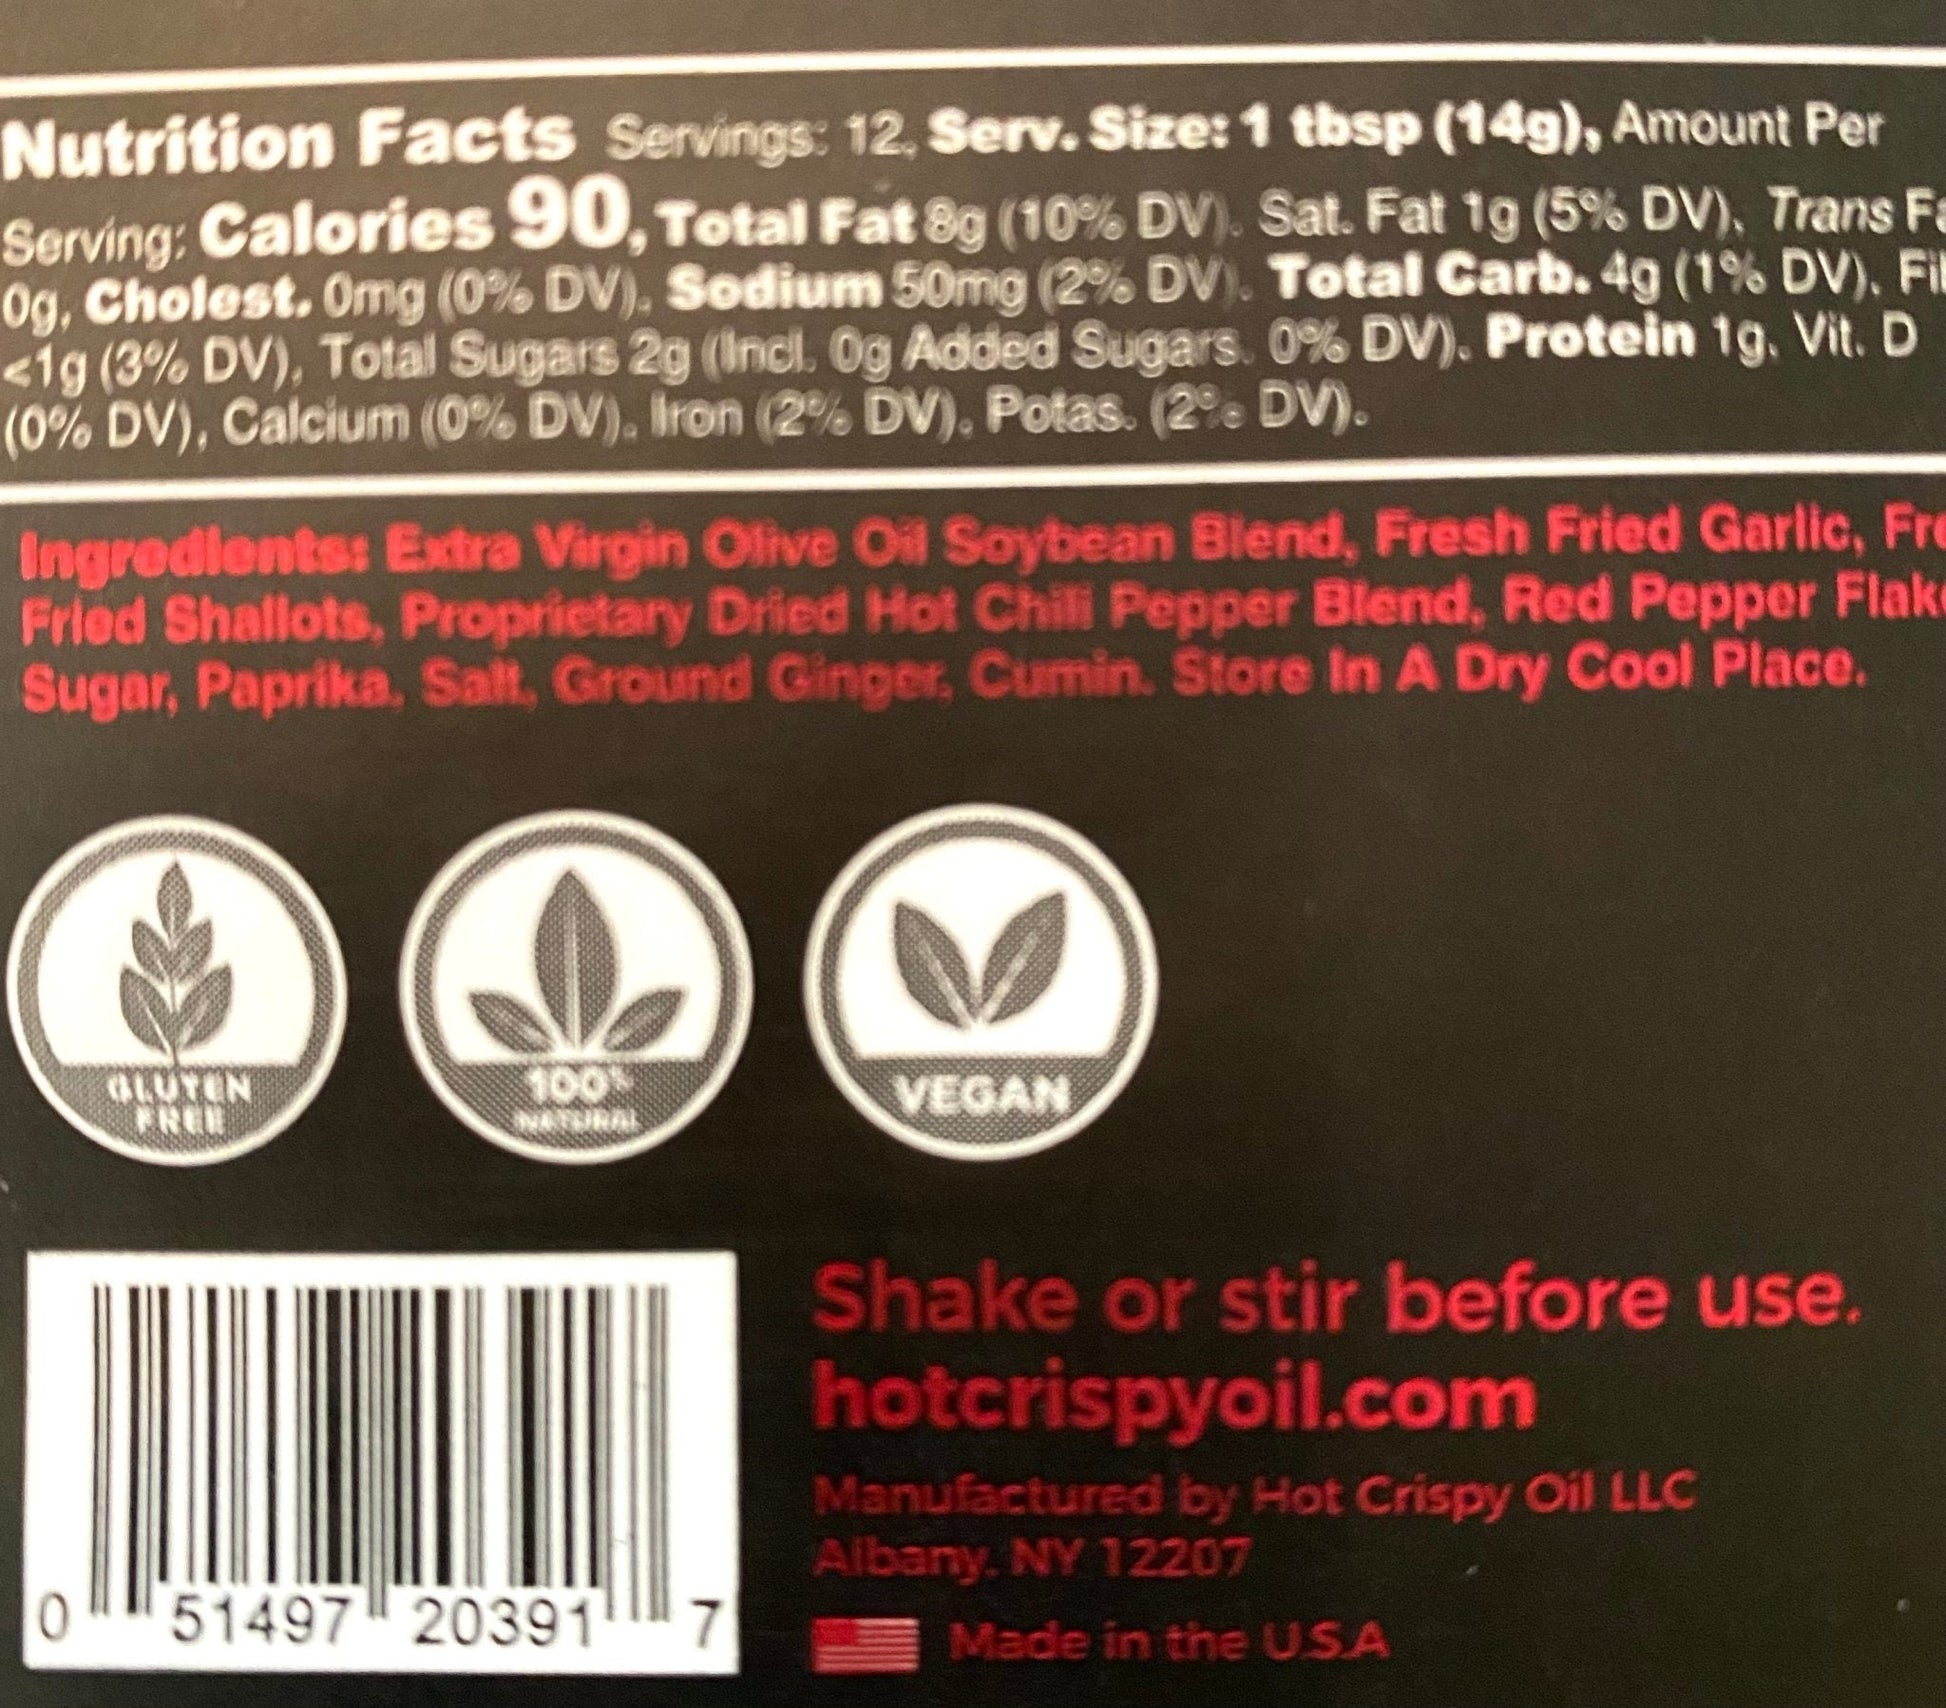 Nutrition Facts Servings: 12, Serv. Size: 1 tbsp (14g), Amount Per
Serving: Calories 90, Total Fat 8g (10% DV), Sat. Fat 1g (5% DV), Trans Fa
0g, Cholest. 0mg (0% DV), Sodium 50mg (2% DV), Total Carb. 4g (1% DV), Fi
<1g (3% DV), Total Sugars 2g (Incl. 0g Added Sugars, 0% DV), Protein 1g, Vit. D
(0% DV), Calcium (0% DV), Iron (2% DV), Potas. (2% DV).
Ingredients: Extra Virgin Olive Oil Soybean Blend, Fresh Fried Garlic, Fre
Fried Shallots, Proprietary Dried Hot Chili Pepper Blend, Red Pepper Flak
Sugar, Paprika, Salt, Ground Ginger, Cumin. Store In A Dry Cool Place.
GLUTEN
FREE
100%
NATURAL
VEGAN
Shake or stir before use.
hotcrispyoil.com
Manufactured by Hot Crispy Oil LLC
Albany, NY 12207
Made in the U.S.A
0 51497 20391 7